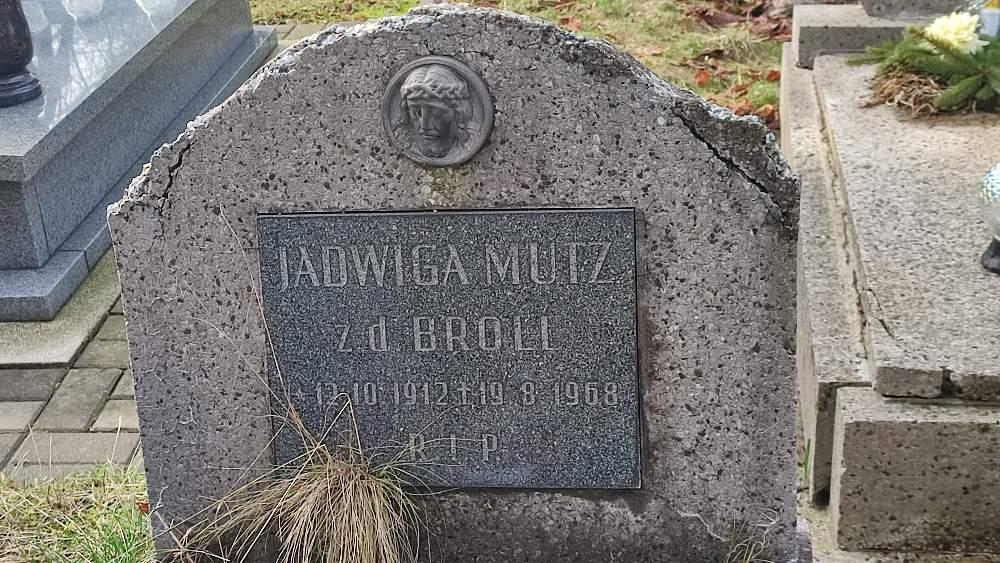 JADWIGA MUTZ
z d BROLL
* 12.10.1912 † 19.8 1968
R I P